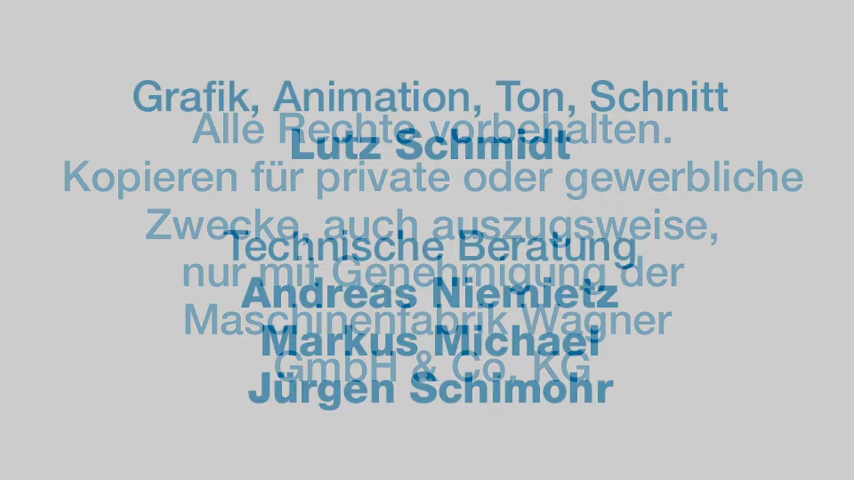 Grafik, Animation, Ton, Schnitt
Alle Rechte vorbehalten.
Lutz Schmidt
Kopieren für private oder gewerbliche
Zwecke, auch auszugsweise,
Technische Beratung
nur mit Genehmigung der
Andreas Niemietz
Maschinenfabrik Wagner
Markus Michael
GmbH & Co. KG
Jürgen Schimohr